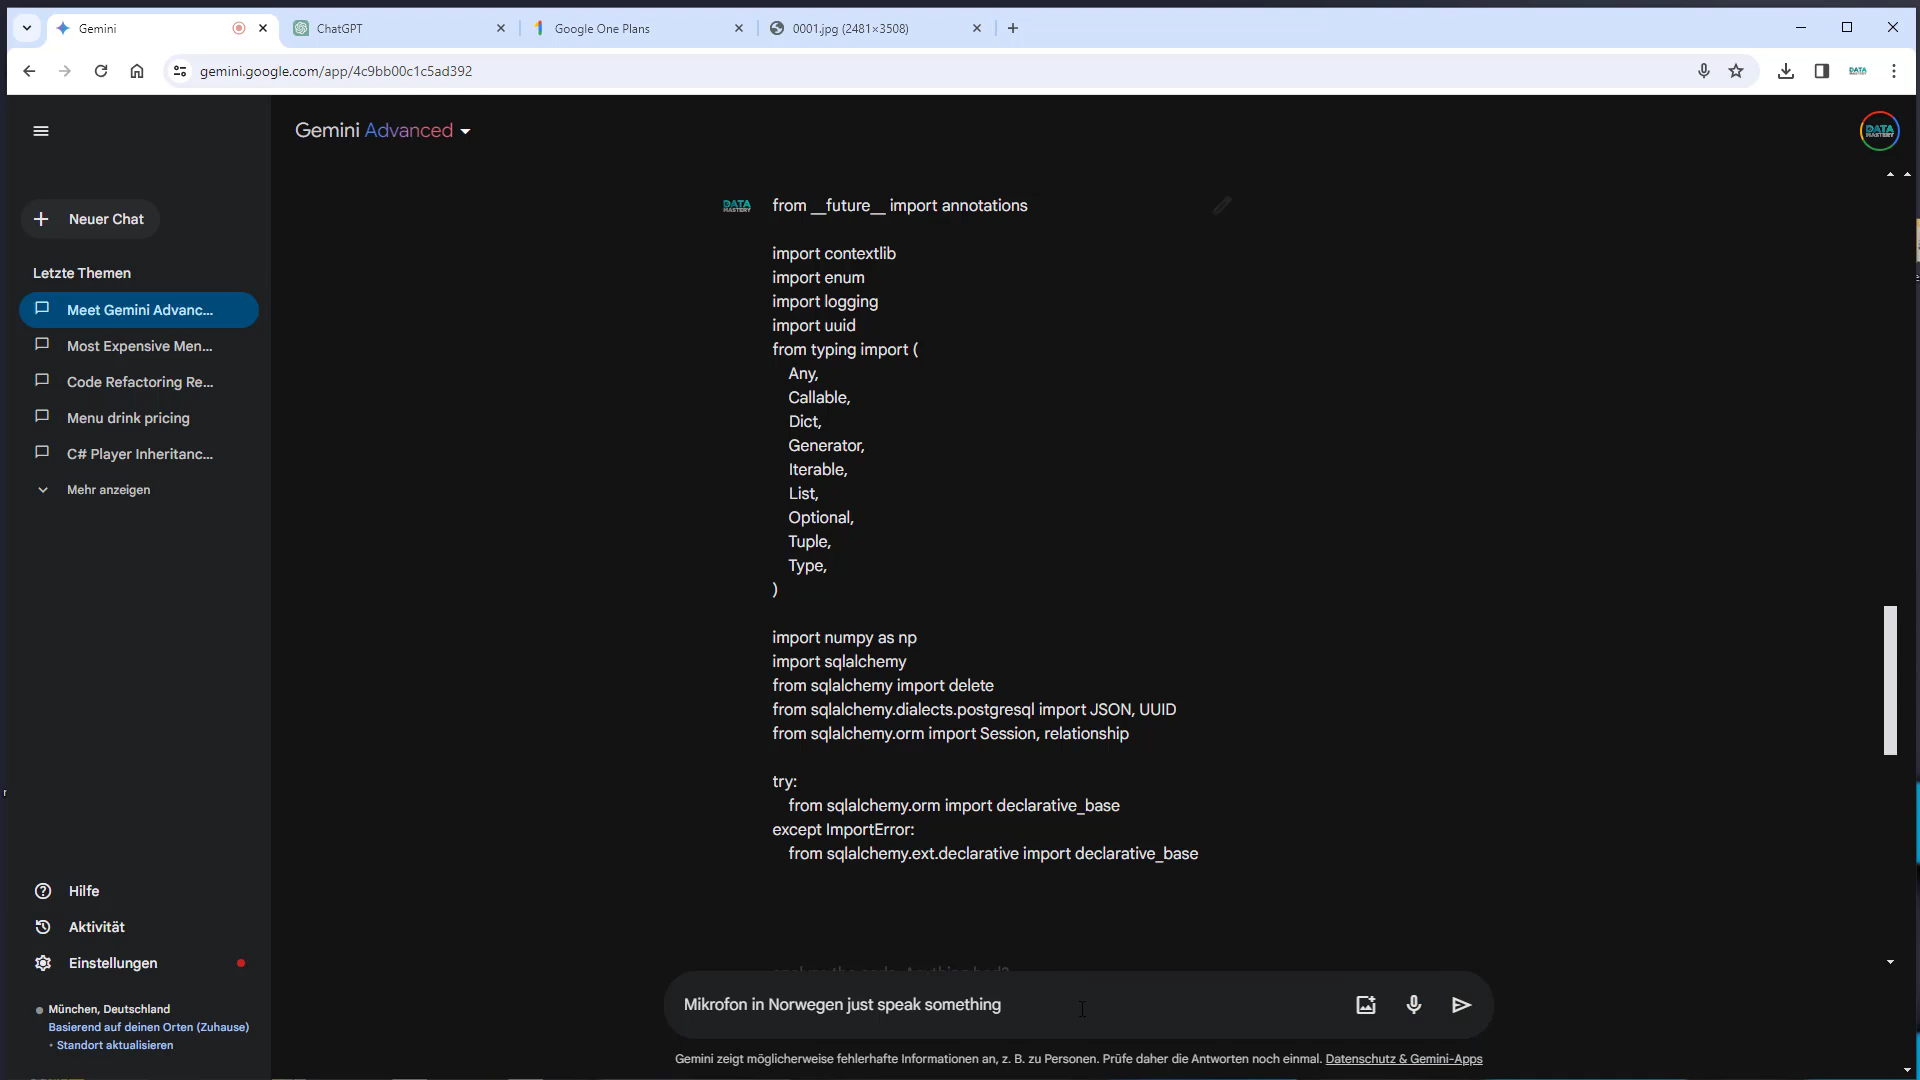 Gemini
ChatGPT
Google One Plans
0001.jpg (2481×3508)
gemini.google.com/app/4c9bb00c1c5ad392
DATA
Gemini Advanced
DATA
MASTERY
Neuer Chat
Letzte Themen
Meet Gemini Advanc...
Most Expensive Men...
Code Refactoring Re...
Menu drink pricing
C# Player Inheritanc...
Mehr anzeigen
Hilfe
Aktivität
Einstellungen
München, Deutschland
Basierend auf deinen Orten (Zuhause)
• Standort aktualisieren
DATA
MASTERY
from __future__ import annotations
import contextlib
import enum
import logging
import uuid
from typing import (
Any,
Callable,
Dict,
Generator,
Iterable,
List,
Optional,
Tuple,
Type,
)
import numpy as np
import sqlalchemy
from sqlalchemy import delete
from sqlalchemy.dialects.postgresql import JSON, UUID
from sqlalchemy.orm import Session, relationship
try:
from sqlalchemy.orm import declarative_base
except ImportError:
from sqlalchemy.ext.declarative import declarative_base
Mikrofon in Norwegen just speak something
Gemini zeigt möglicherweise fehlerhafte Informationen an, z. B. zu Personen. Prüfe daher die Antworten noch einmal. Datenschutz & Gemini-Apps